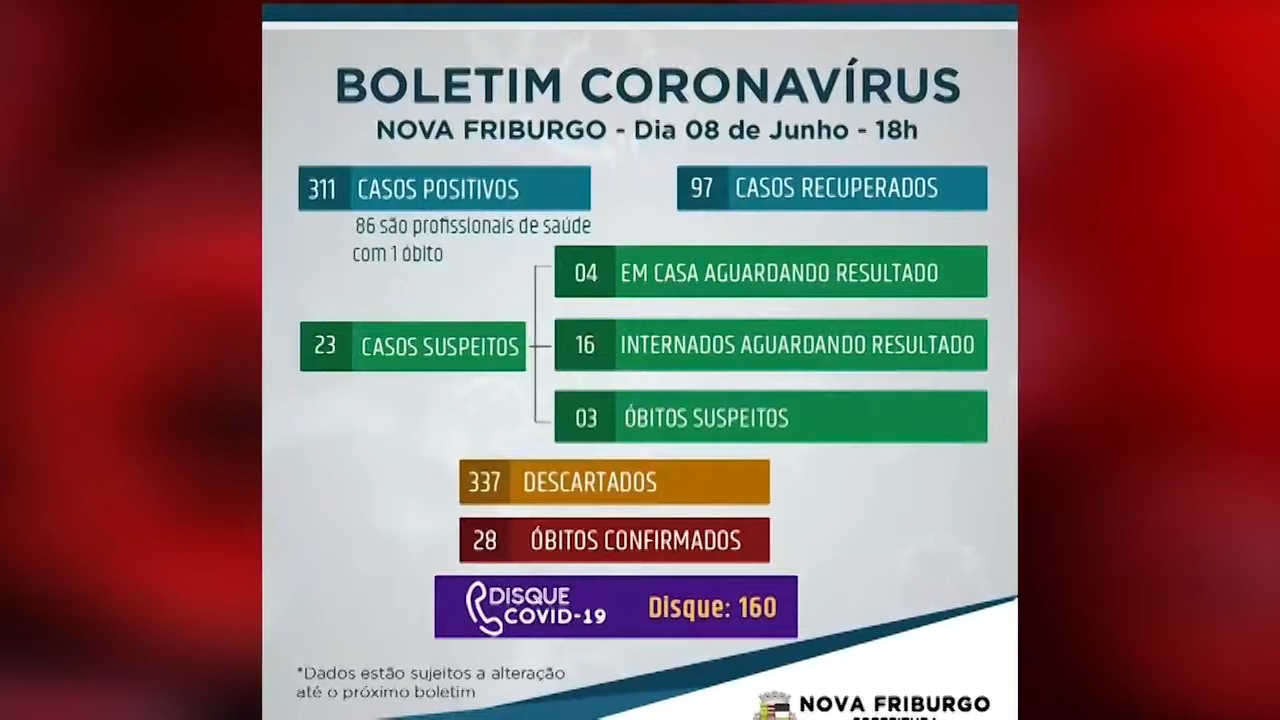 BOLETIM CORONAVÍRUS
NOVA FRIBURGO - Dia 08 de Junho - 18h
311 CASOS POSITIVOS
97 CASOS RECUPERADOS
86 são profissionais de saúde
com 1 óbito
04 EM CASA AGUARDANDO RESULTADO
23 CASOS SUSPEITOS
16 INTERNADOS AGUARDANDO RESULTADO
03 ÓBITOS SUSPEITOS
337 DESCARTADOS
28 ÓBITOS CONFIRMADOS
DISQUE
COVID-19
Disque: 160
*Dados estão sujeitos a alteração
até o próximo boletim
NOVA FRIBURGO